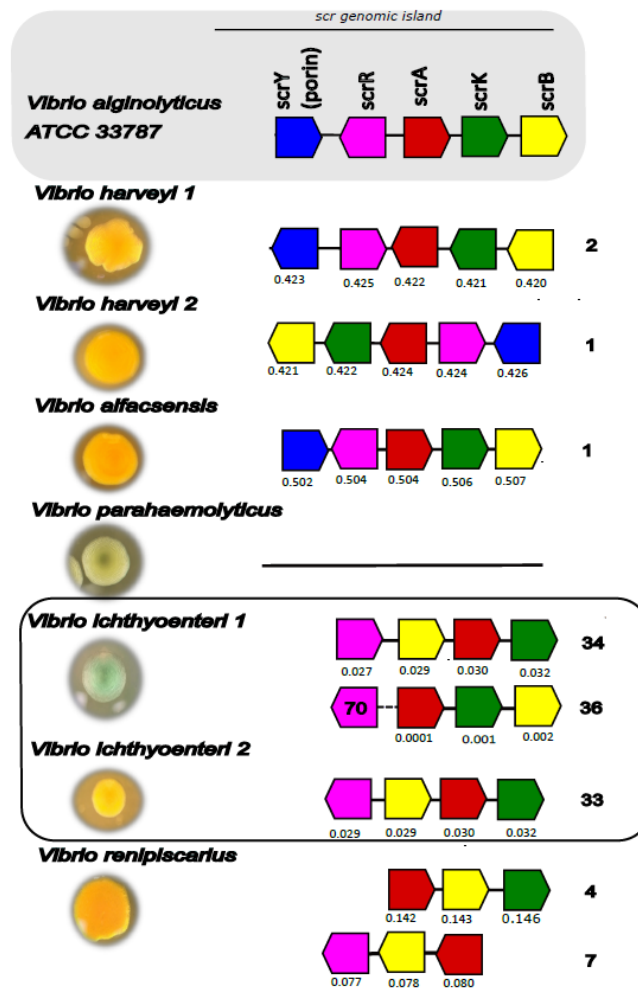 scr genomic island
scrY (porin) scrR scrA scrK scrB
Vibrio alginolyticus
ATCC 33787
Vibrio harveyi 1
2
0.423 0.425 0.422 0.421 0.420
Vibrio harveyi 2
1
0.421 0.422 0.424 0.424 0.426
Vibrio alfacsensis
1
0.502 0.504 0.504 0.506 0.507
Vibrio parahaemolyticus
Vibrio ichthyoenteri 1
34
0.027 0.029 0.030 0.032
70 36
0.0001 0.001 0.002
Vibrio ichthyoenteri 2
33
0.029 0.029 0.030 0.032
Vibrio renipiscarius
4
0.142 0.143 0.146
7
0.077 0.078 0.080